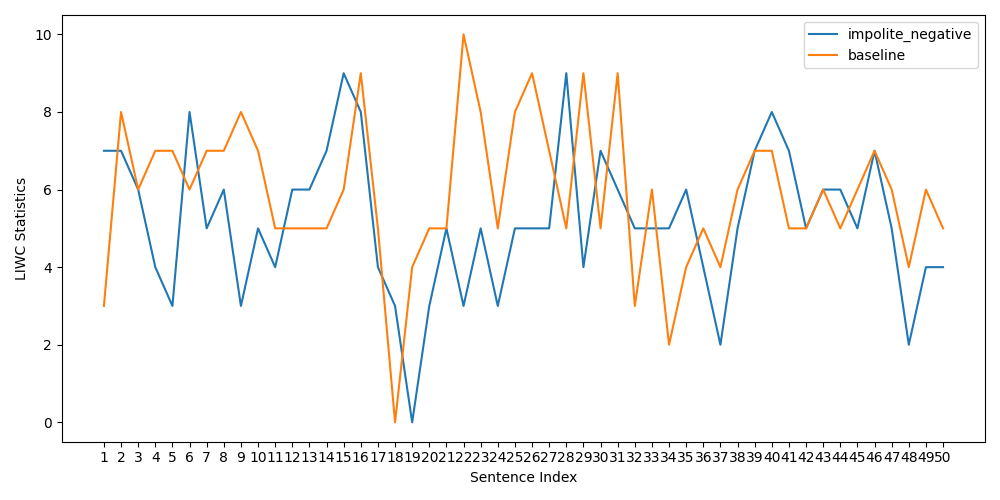 impolite_negative
baseline
10
8
6
4
2
0
LIWC Statistics
1 2 3 4 5 6 7 8 9 10 11 12 13 14 15 16 17 18 19 20 21 22 23 24 25 26 27 28 29 30 31 32 33 34 35 36 37 38 39 40 41 42 43 44 45 46 47 48 49 50
Sentence Index